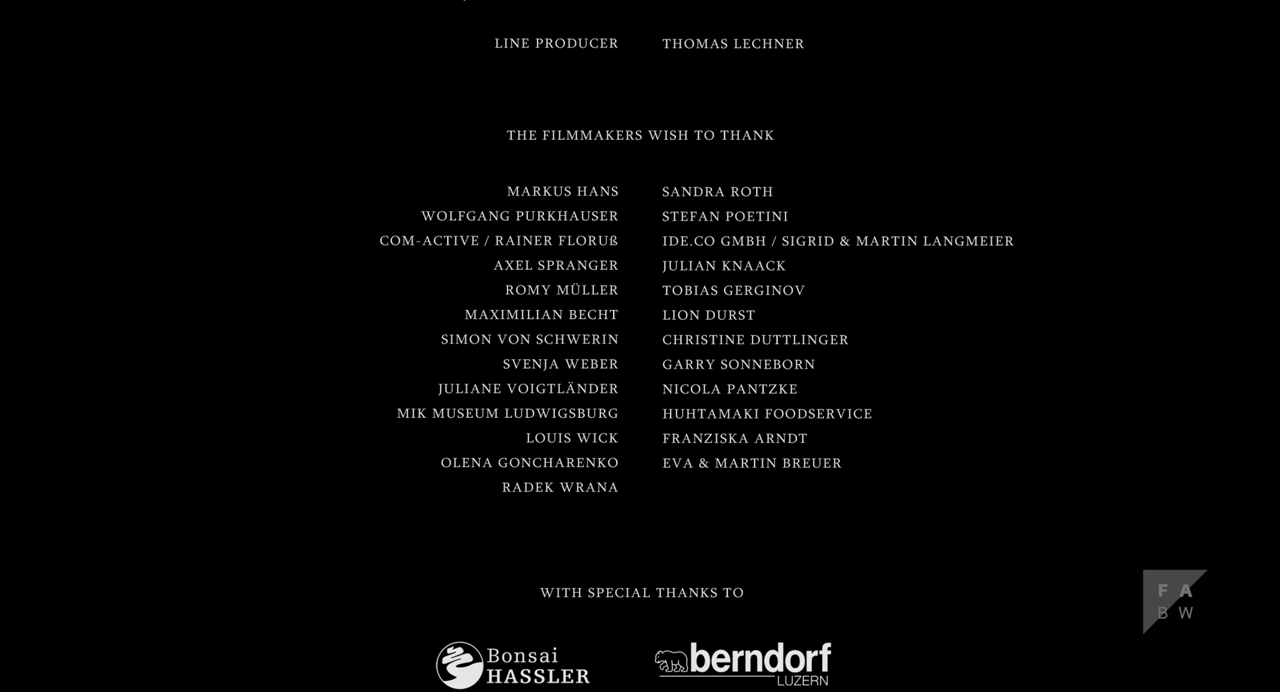 LINE PRODUCER THOMAS LECHNER
THE FILMMAKERS WISH TO THANK
MARKUS HANS SANDRA ROTH
WOLFGANG PURKHAUSER STEFAN POETINI
COM-ACTIVE / RAINER FLORUß IDE.CO GMBH / SIGRID & MARTIN LANGMEIER
AXEL SPRANGER JULIAN KNAACK
ROMY MÜLLER TOBIAS GERGINOV
MAXIMILIAN BECHT LION DURST
SIMON VON SCHWERIN CHRISTINE DUTTLINGER
SVENJA WEBER GARRY SONNEBORN
JULIANE VOIGTLÄNDER NICOLA PANTZKE
MIK MUSEUM LUDWIGSBURG HUHTAMAKI FOODSERVICE
LOUIS WICK FRANZISKA ARNDT
OLENA GONCHARENKO EVA & MARTIN BREUER
RADEK WRANA
WITH SPECIAL THANKS TO
Bonsai
HASSLER
berndorf
LUZERN
F A
B W